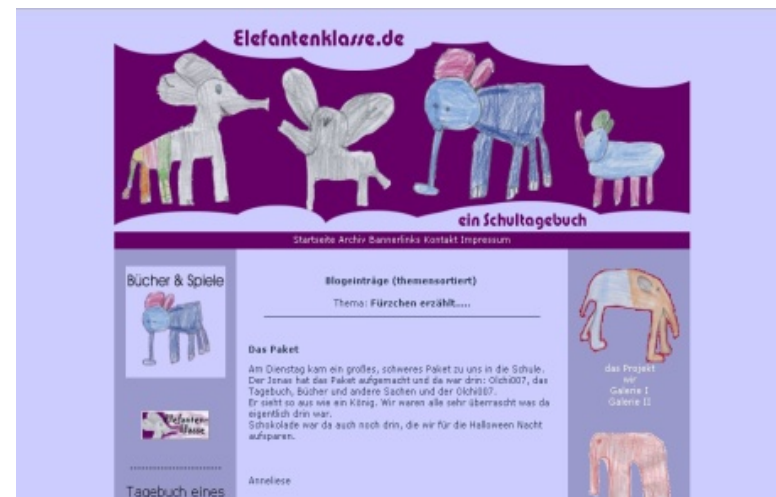 Elefantenklasse.de
ein Schultagebuch
Startseite Archiv Bannerlinks Kontakt Impressum
Bücher & Spiele
Elefanten-
klasse
Tagebuch eines
Blogeinträge (themensortiert)
Thema: Fürzchen erzählt.....
Das Paket
Am Dienstag kam ein großes, schweres Paket zu uns in die Schule.
Der Jonas hat das Paket aufgemacht und da war drin: Olchi007, das
Tagebuch, Bücher und andere Sachen und der Olchi007.
Er sieht so aus wie ein König. Wir waren alle sehr überrascht was da
eigentlich drin war.
Schokolade war da auch noch drin, die wir für die Halloween Nacht
aufsparen.
Anneliese
das Projekt
wir
Galerie I
Galerie II